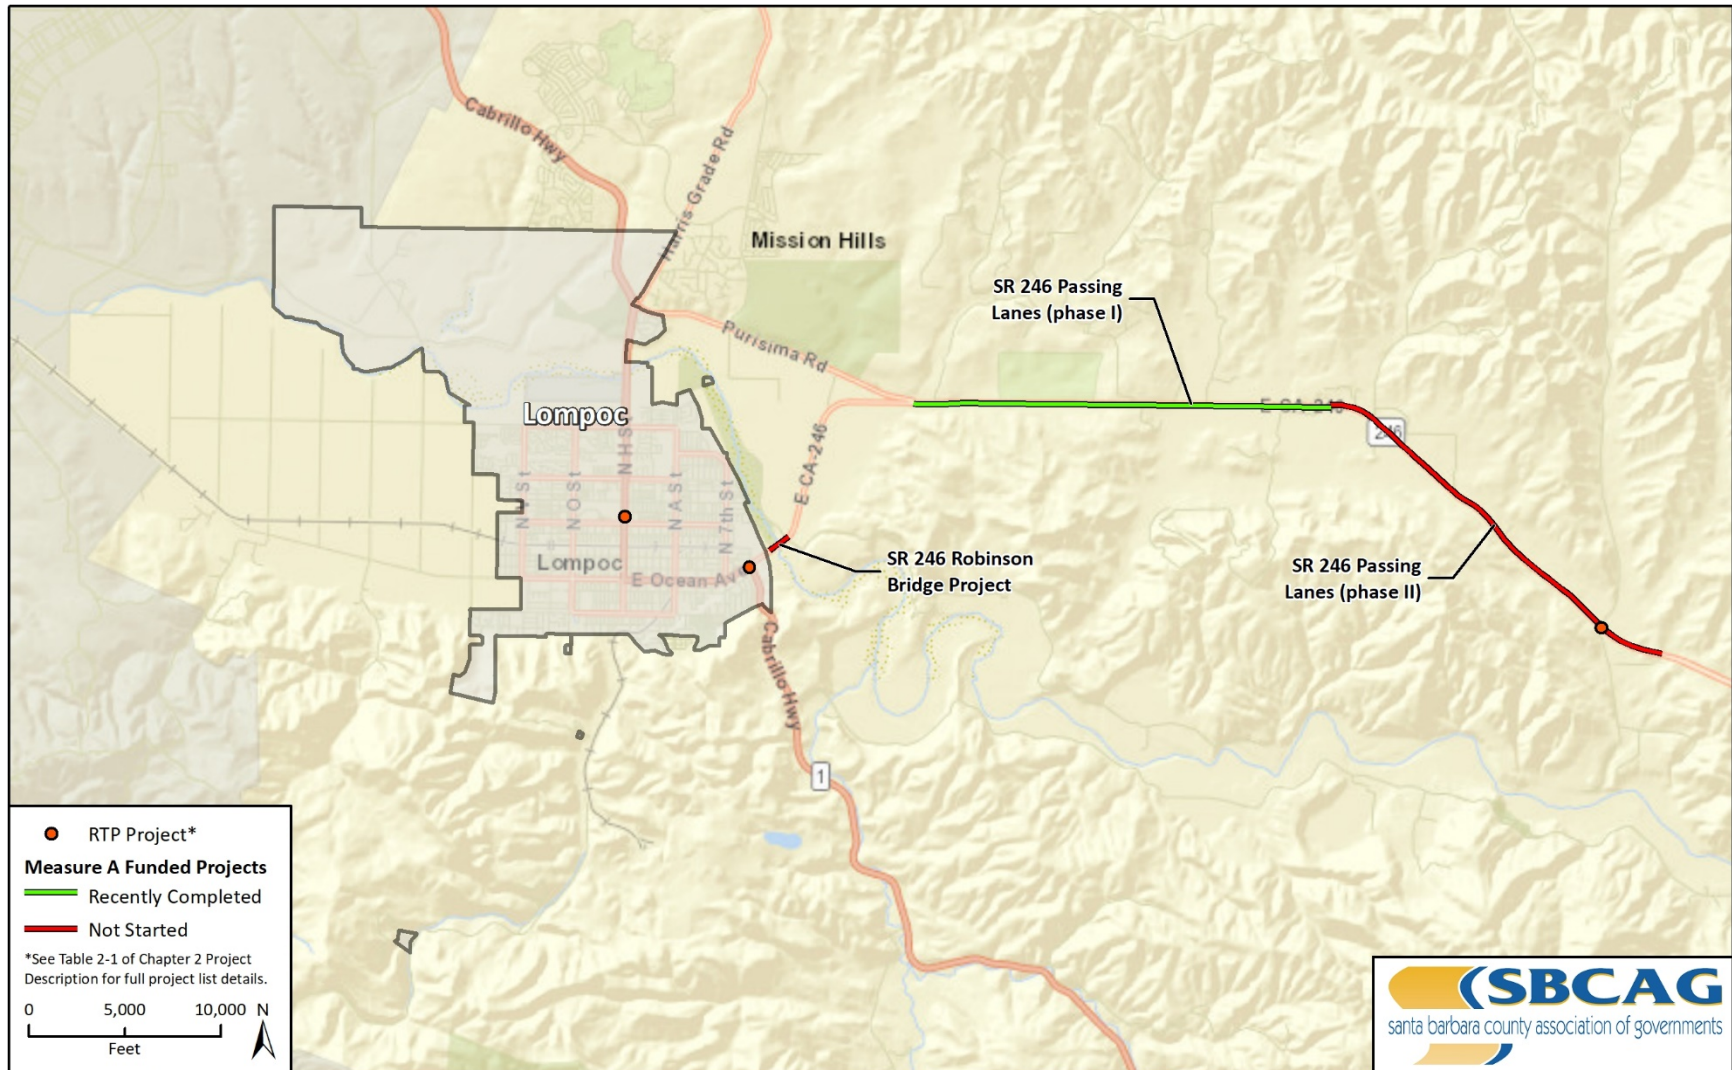 Cabrillo Hwy
Harris Grade Rd
Mission Hills
SR 246 Passing
Lanes (phase I)
Purisima Rd
E CA-246
246
Lompoc
N V St
N O St
N H St
N A St
N 7th St
E CA-246
Lompoc
E Ocean Ave
SR 246 Robinson
Bridge Project
SR 246 Passing
Lanes (phase II)
Cabrillo Hwy
1
RTP Project*
Measure A Funded Projects
Recently Completed
Not Started
*See Table 2-1 of Chapter 2 Project
Description for full project list details.
0 5,000 10,000 N
Feet
SBCAG
santa barbara county association of governments